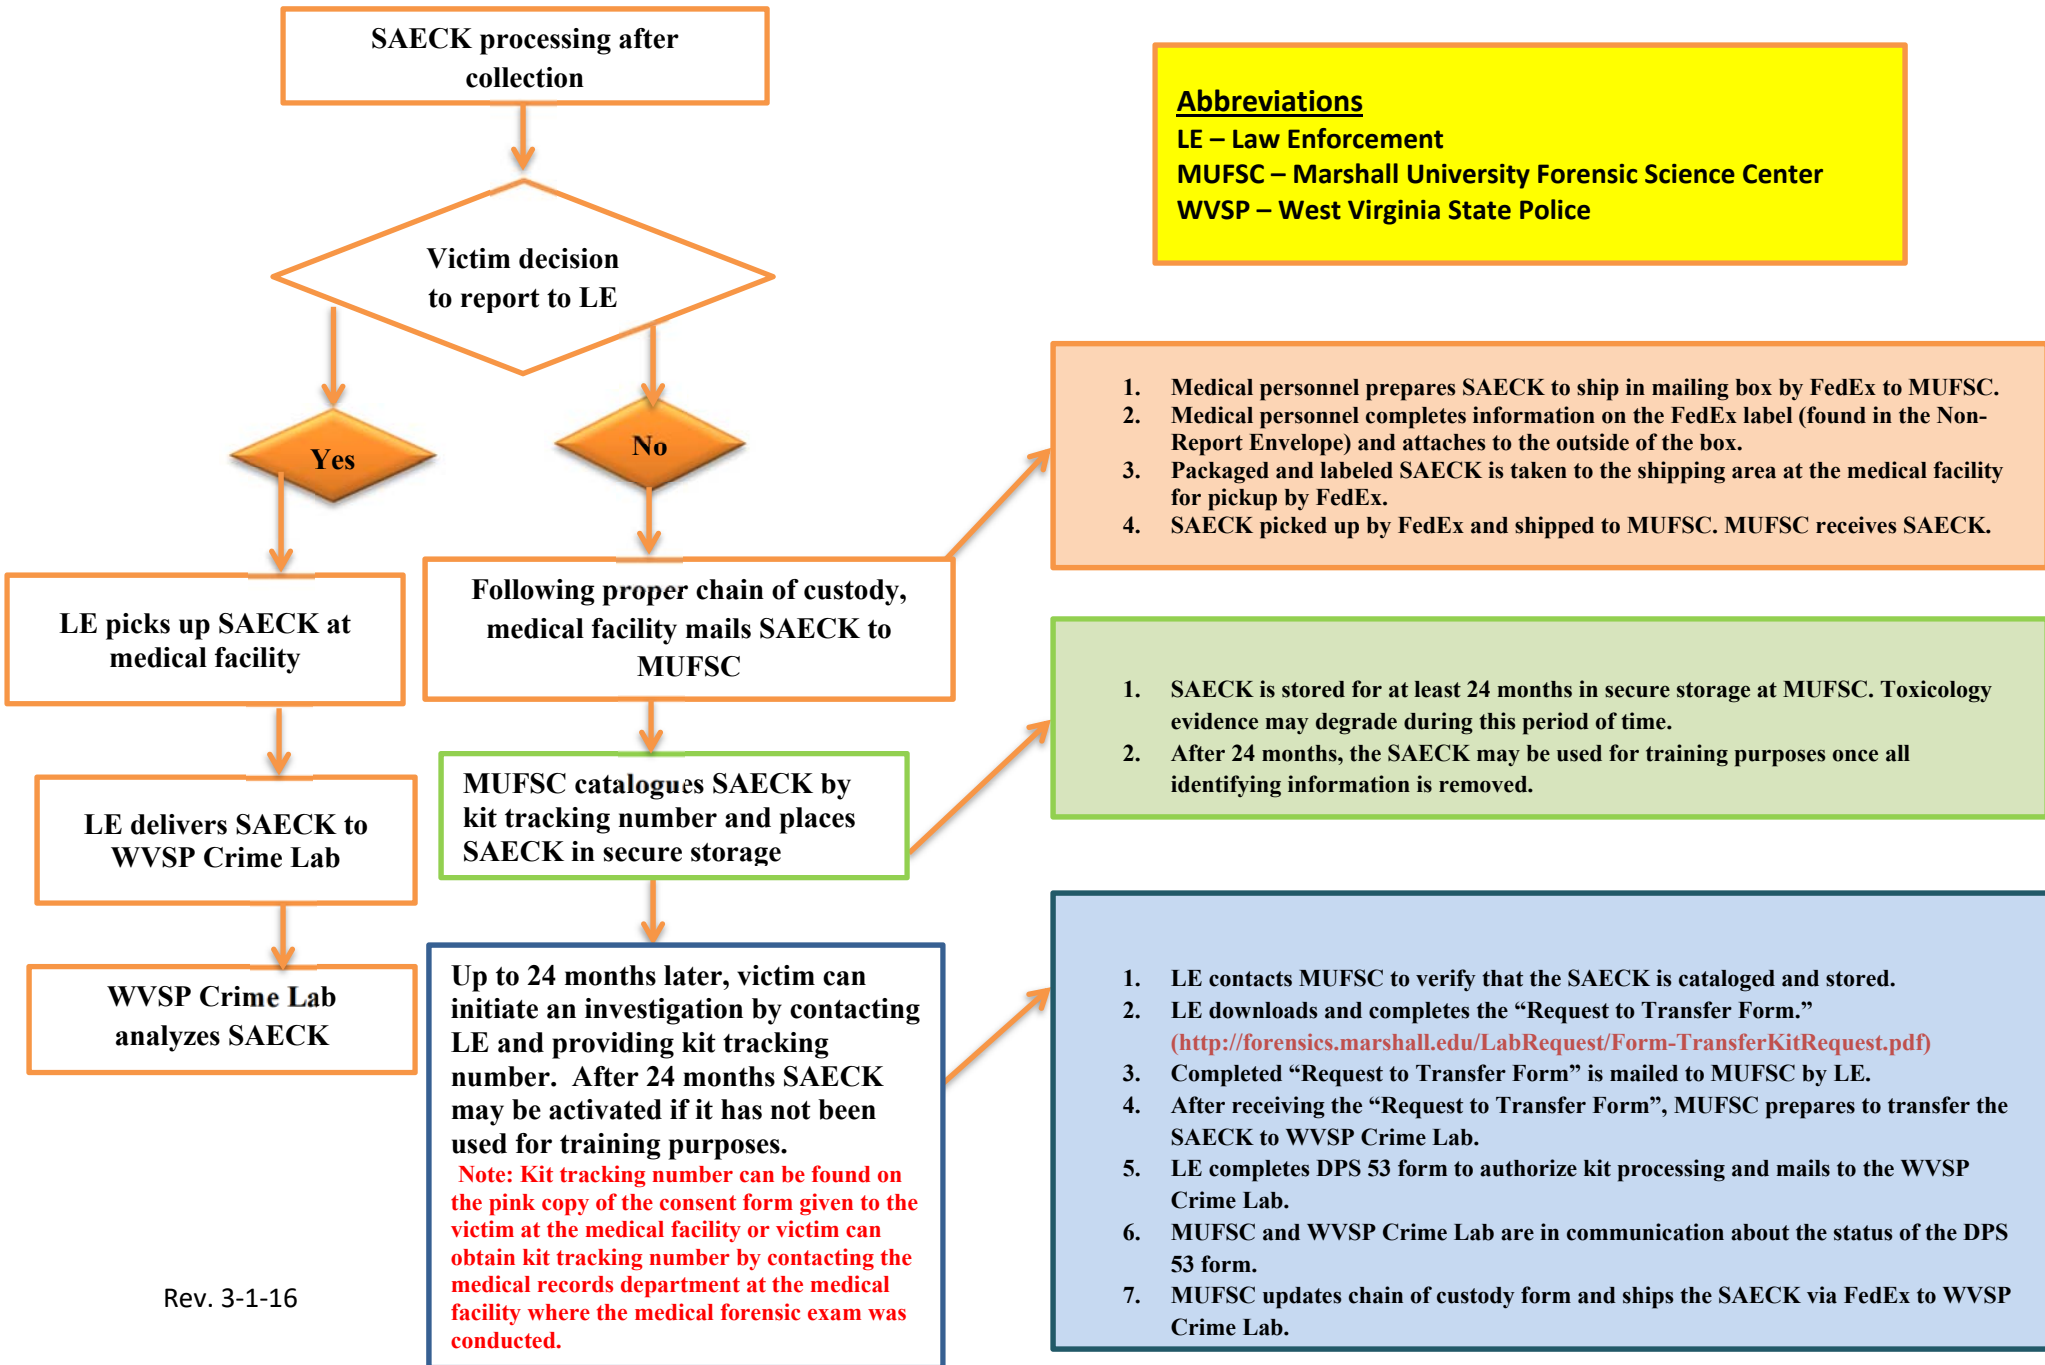 SAECK processing after
collection
Abbreviations
LE – Law Enforcement
MUFSC – Marshall University Forensic Science Center
WVSP – West Virginia State Police
Victim decision
to report to LE
Yes
No
LE picks up SAECK at
medical facility
LE delivers SAECK to
WVSP Crime Lab
WVSP Crime Lab
analyzes SAECK
Following proper chain of custody,
medical facility mails SAECK to
MUFSC
1. Medical personnel prepares SAECK to ship in mailing box by FedEx to MUFSC.
2. Medical personnel completes information on the FedEx label (found in the Non-
Report Envelope) and attaches to the outside of the box.
3. Packaged and labeled SAECK is taken to the shipping area at the medical facility
for pickup by FedEx.
4. SAECK picked up by FedEx and shipped to MUFSC. MUFSC receives SAECK.
MUFSC catalogues SAECK by
kit tracking number and places
SAECK in secure storage
1. SAECK is stored for at least 24 months in secure storage at MUFSC. Toxicology
evidence may degrade during this period of time.
2. After 24 months, the SAECK may be used for training purposes once all
identifying information is removed.
Up to 24 months later, victim can
initiate an investigation by contacting
LE and providing kit tracking
number. After 24 months SAECK
may be activated if it has not been
used for training purposes.
Note: Kit tracking number can be found on
the pink copy of the consent form given to the
victim at the medical facility or victim can
obtain kit tracking number by contacting the
medical records department at the medical
facility where the medical forensic exam was
conducted.
1. LE contacts MUFSC to verify that the SAECK is cataloged and stored.
2. LE downloads and completes the “Request to Transfer Form.”
(http://forensics.marshall.edu/LabRequest/Form-TransferKitRequest.pdf)
3. Completed “Request to Transfer Form” is mailed to MUFSC by LE.
4. After receiving the “Request to Transfer Form”, MUFSC prepares to transfer the
SAECK to WVSP Crime Lab.
5. LE completes DPS 53 form to authorize kit processing and mails to the WVSP
Crime Lab.
6. MUFSC and WVSP Crime Lab are in communication about the status of the DPS
53 form.
7. MUFSC updates chain of custody form and ships the SAECK via FedEx to WVSP
Crime Lab.
Rev. 3-1-16